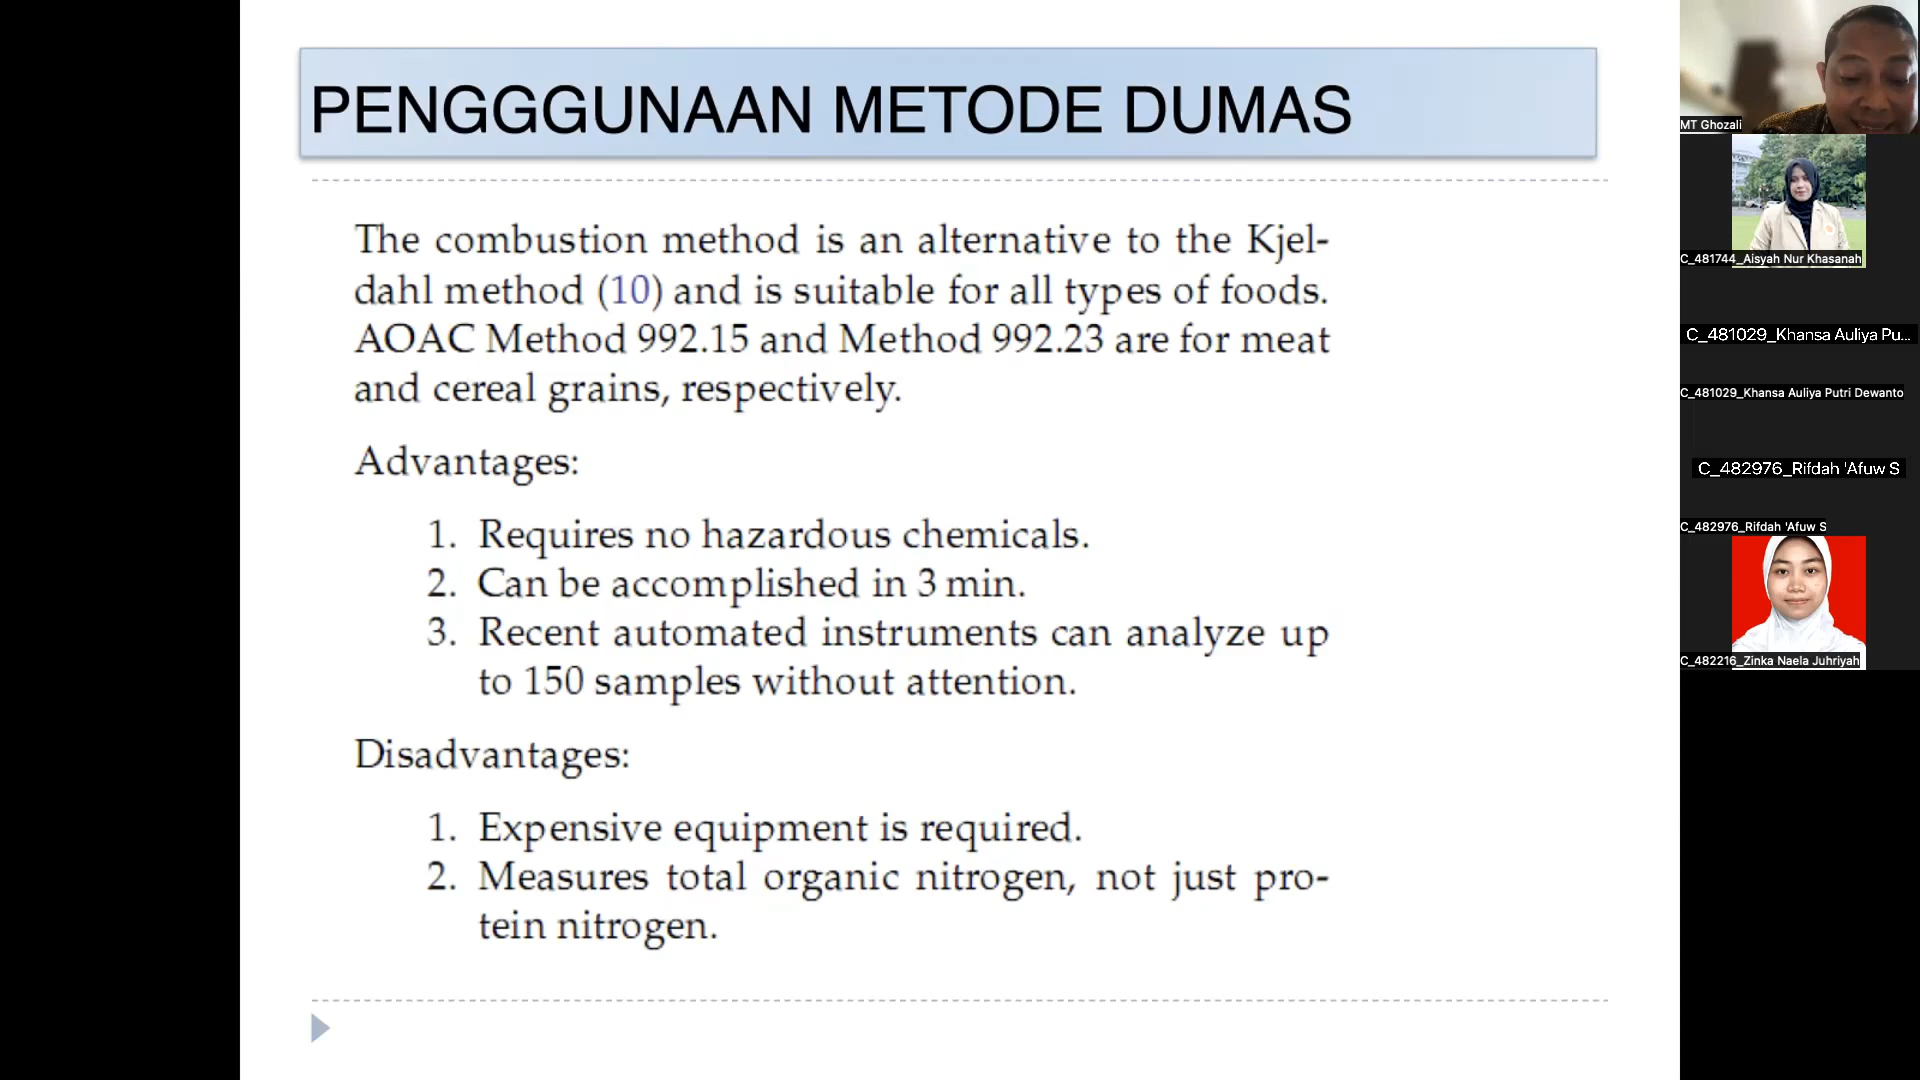 PENGGGUNAAN METODE DUMAS
The combustion method is an alternative to the Kjel-
dahl method (10) and is suitable for all types of foods.
AOAC Method 992.15 and Method 992.23 are for meat
and cereal grains, respectively.
Advantages:
1. Requires no hazardous chemicals.
2. Can be accomplished in 3 min.
3. Recent automated instruments can analyze up
to 150 samples without attention.
Disadvantages:
1. Expensive equipment is required.
2. Measures total organic nitrogen, not just pro-
tein nitrogen.
MT Ghozali
C_481744_Aisyah Nur Khasanah
C_481029_Khansa Auliya Pu...
C_481029_Khansa Auliya Putri Dewanto
C_482976_Rifdah 'Afuw S
C_482976_Rifdah 'Afuw S
C_482216_Zinka Naela Juhriyah